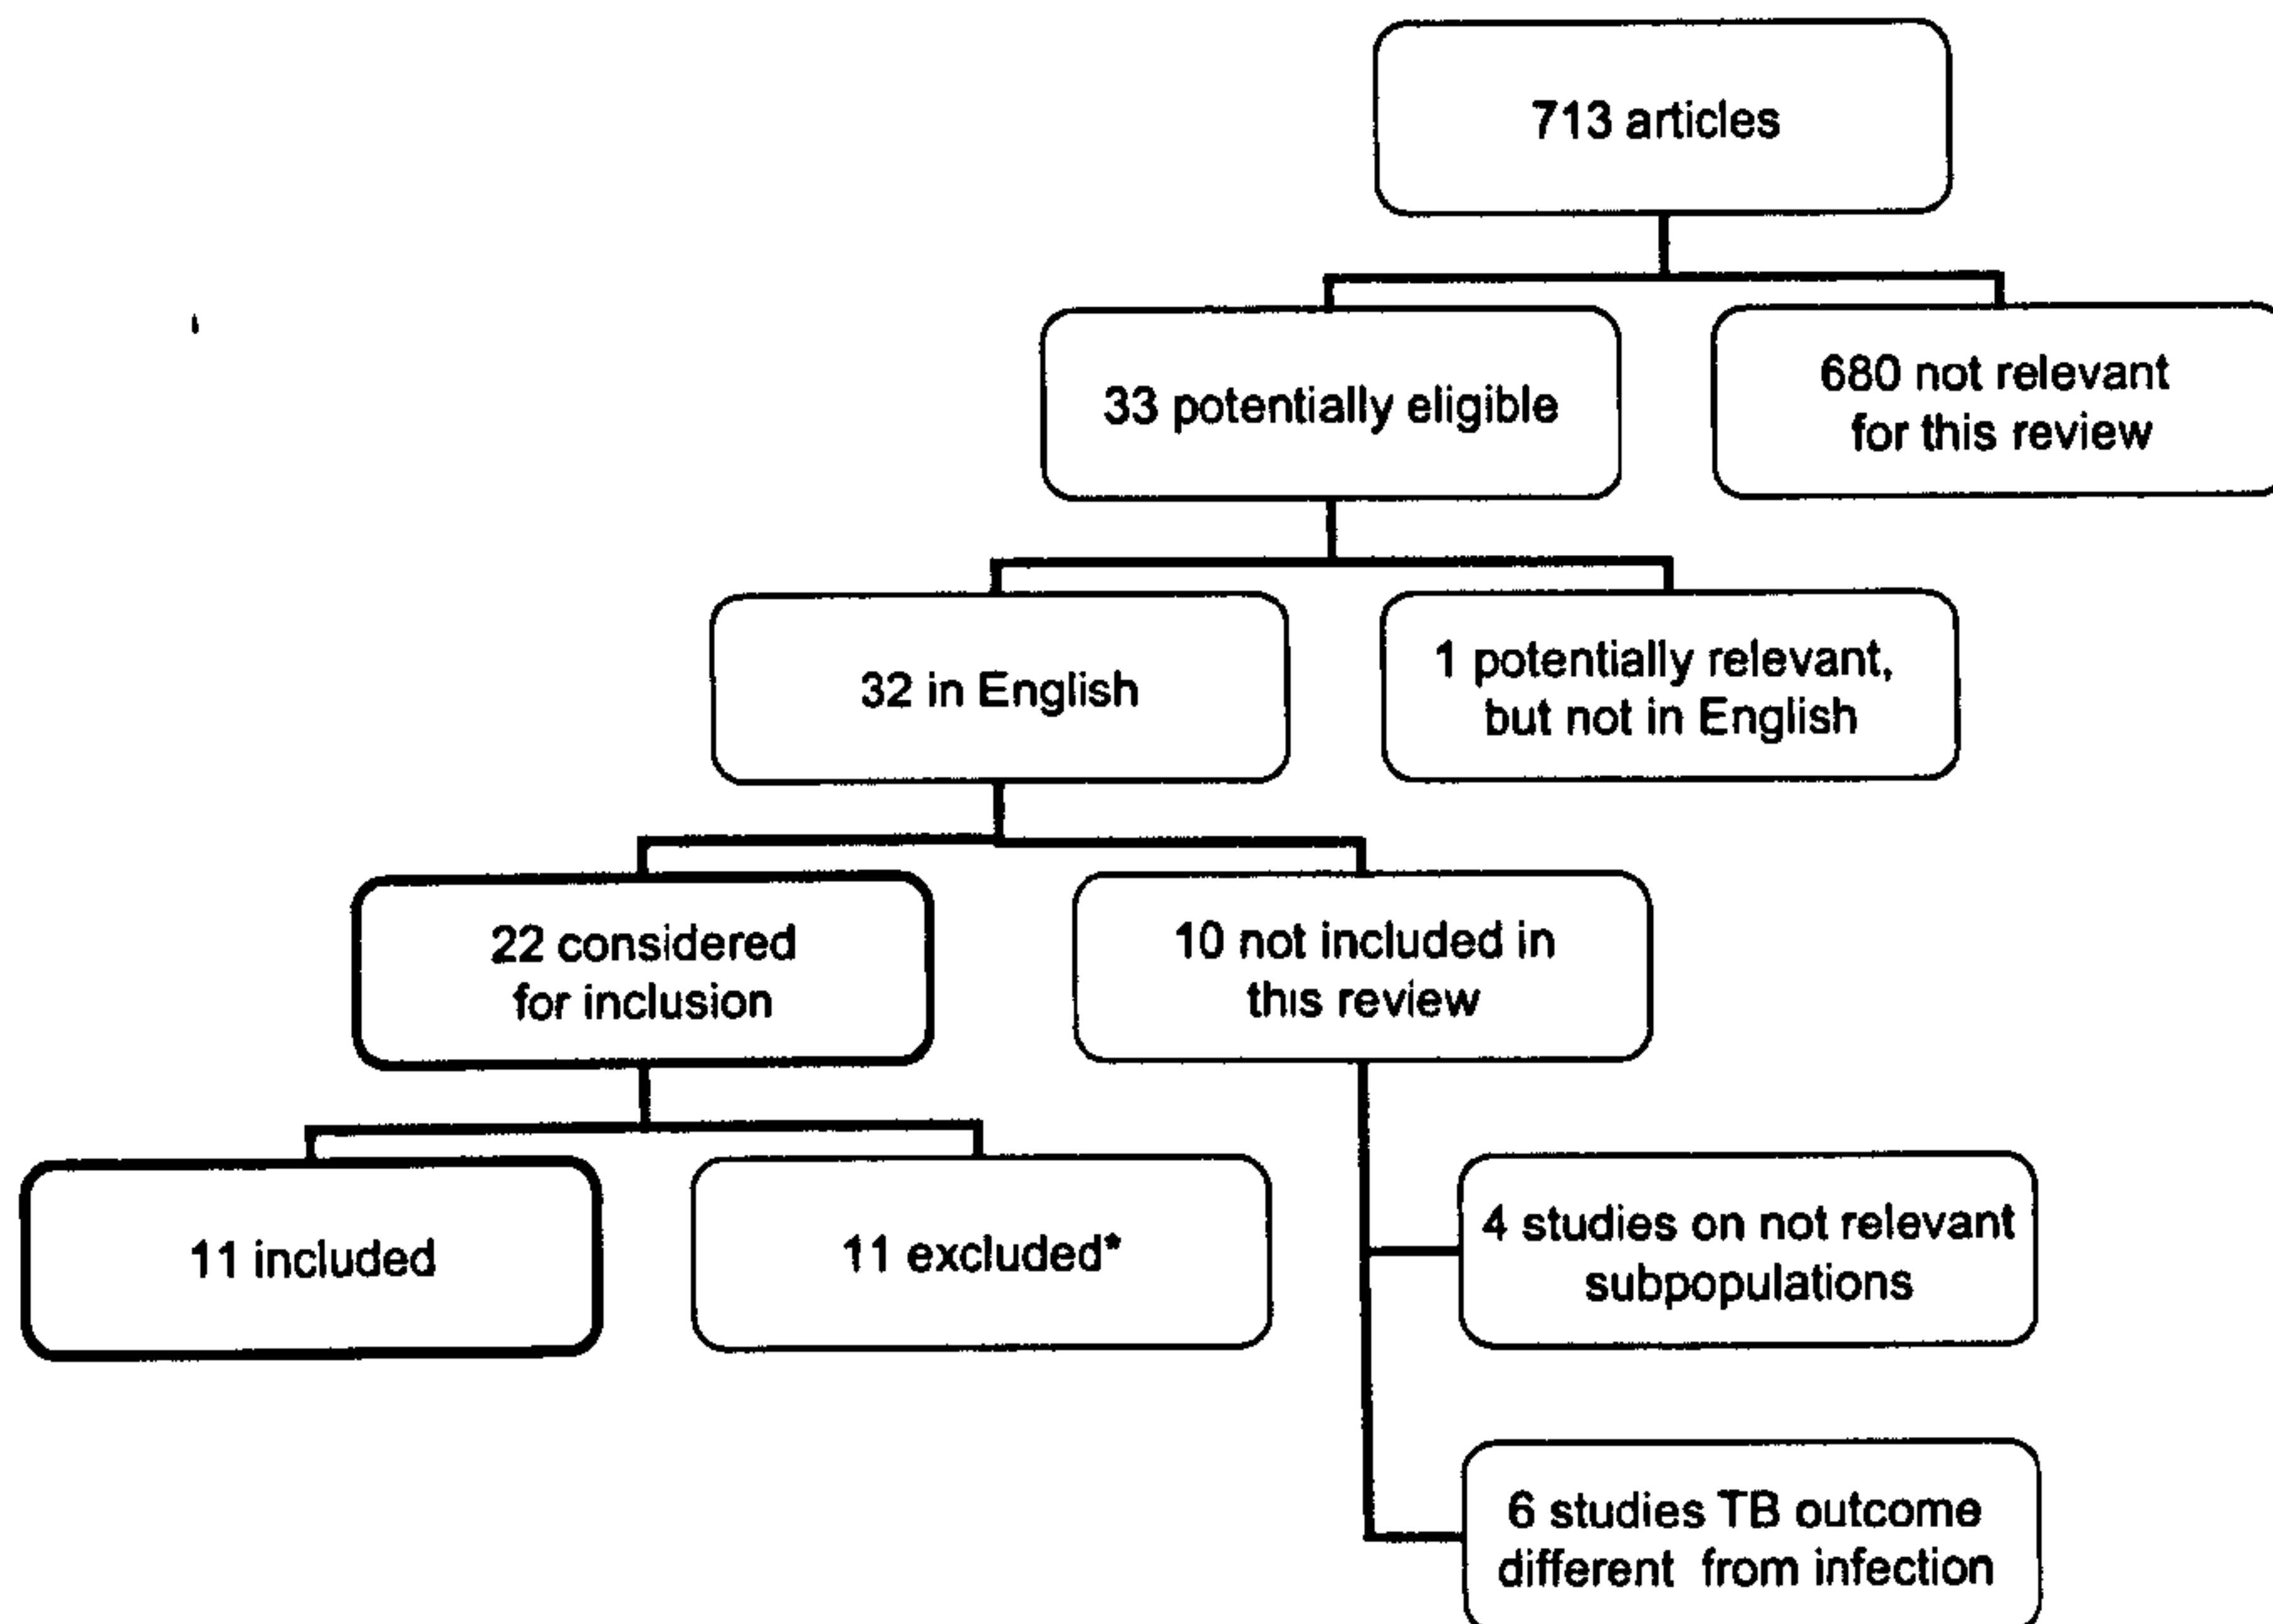 713 articles
33 potentially eligible
680 not relevant
for this review
32 in English
1 potentially relevant,
but not in English
22 considered
for inclusion
10 not included in
this review
11 included
11 excluded*
4 studies on not relevant
subpopulations
6 studies TB outcome
different from infection